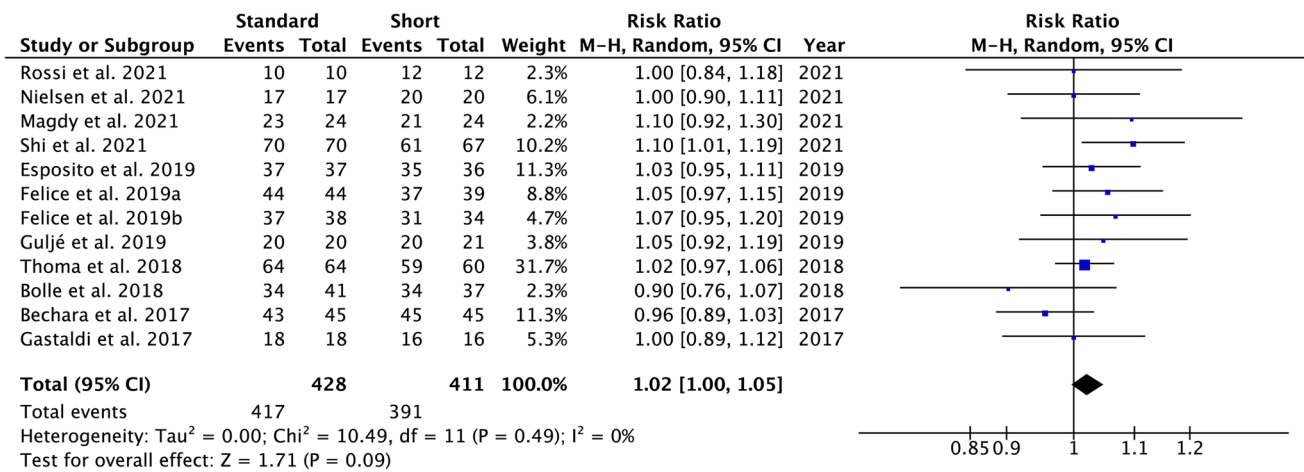 Standard Short Risk Ratio Risk Ratio
Study or Subgroup Events Total Events Total Weight M-H, Random, 95% CI Year M-H, Random, 95% CI
Rossi et al. 2021 10 10 12 12 2.3% 1.00 [0.84, 1.18] 2021
Nielsen et al. 2021 17 17 20 20 6.1% 1.00 [0.90, 1.11] 2021
Magdy et al. 2021 23 24 21 24 2.2% 1.10 [0.92, 1.30] 2021
Shi et al. 2021 70 70 61 67 10.2% 1.10 [1.01, 1.19] 2021
Esposito et al. 2019 37 37 35 36 11.3% 1.03 [0.95, 1.11] 2019
Felice et al. 2019a 44 44 37 39 8.8% 1.05 [0.97, 1.15] 2019
Felice et al. 2019b 37 38 31 34 4.7% 1.07 [0.95, 1.20] 2019
Guljé et al. 2019 20 20 20 21 3.8% 1.05 [0.92, 1.19] 2019
Thoma et al. 2018 64 64 59 60 31.7% 1.02 [0.97, 1.06] 2018
Bolle et al. 2018 34 41 34 37 2.3% 0.90 [0.76, 1.07] 2018
Bechara et al. 2017 43 45 45 45 11.3% 0.96 [0.89, 1.03] 2017
Gastaldi et al. 2017 18 18 16 16 5.3% 1.00 [0.89, 1.12] 2017
Total (95% CI) 428 411 100.0% 1.02 [1.00, 1.05]
Total events 417 391
Heterogeneity: Tau² = 0.00; Chi² = 10.49, df = 11 (P = 0.49); I² = 0%
Test for overall effect: Z = 1.71 (P = 0.09)
0.85 0.9 1 1.1 1.2